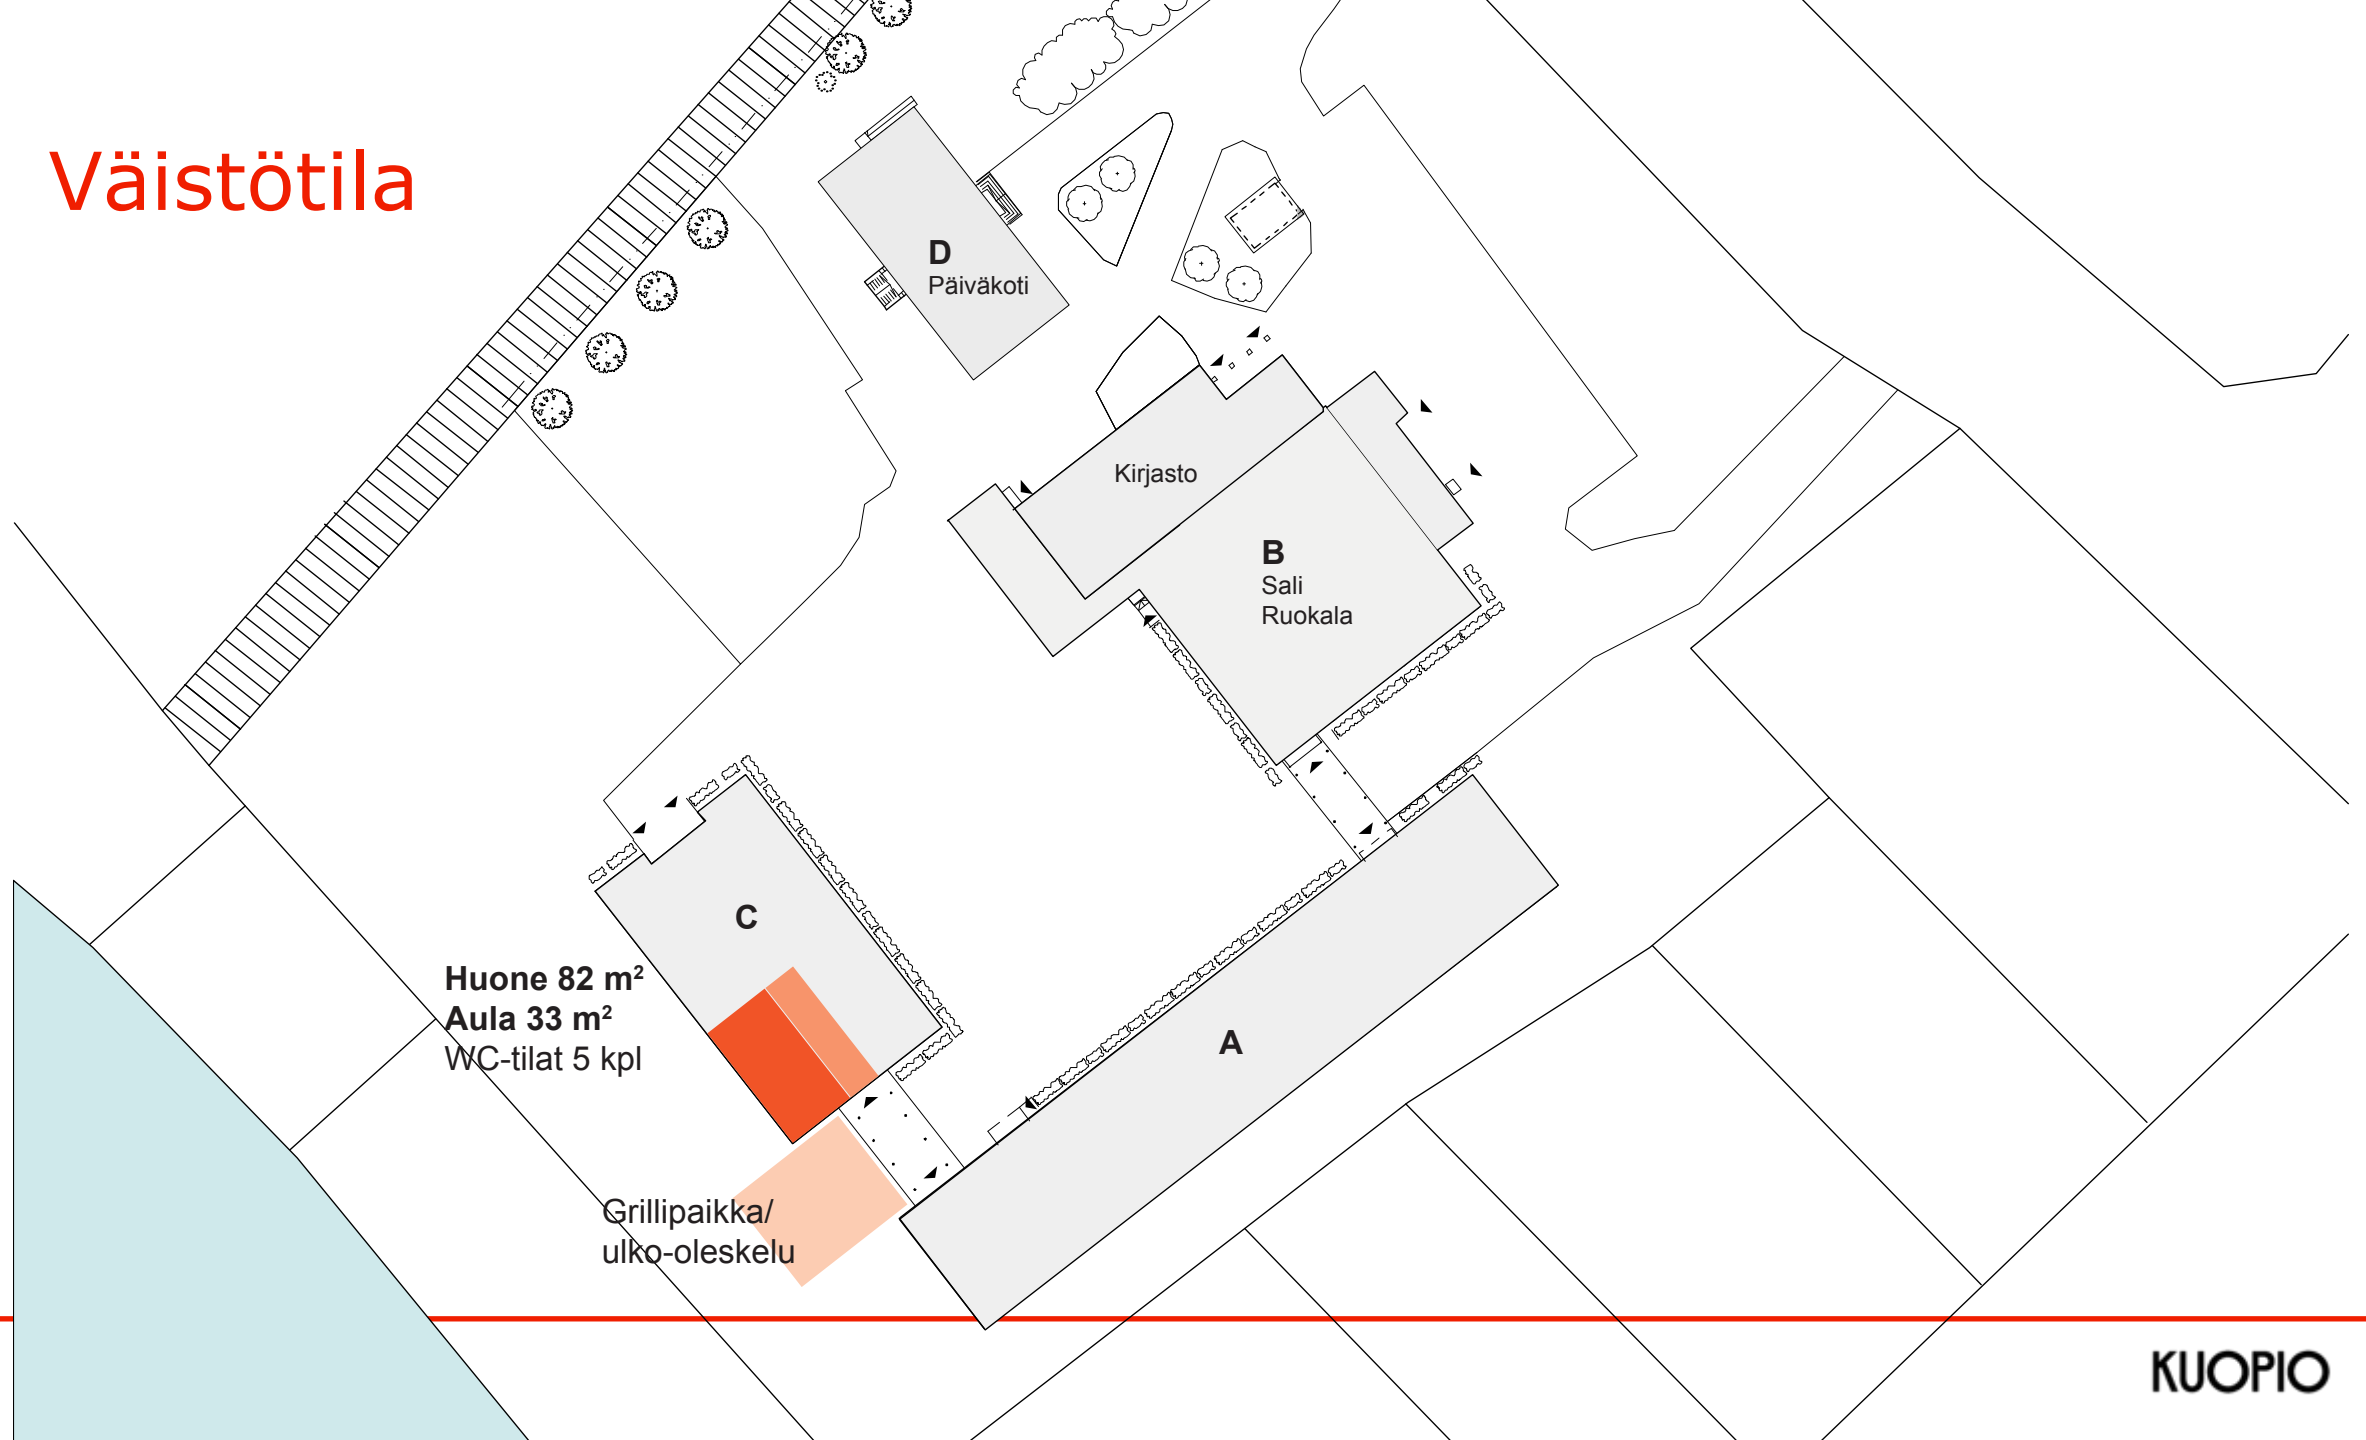 Väistötila
D
Päiväkoti
Kirjasto
B
Sali
Ruokala
C
Huone 82 m²
Aula 33 m²
WC-tilat 5 kpl
A
Grillipaikka/
ulko-oleskelu
KUOPIO